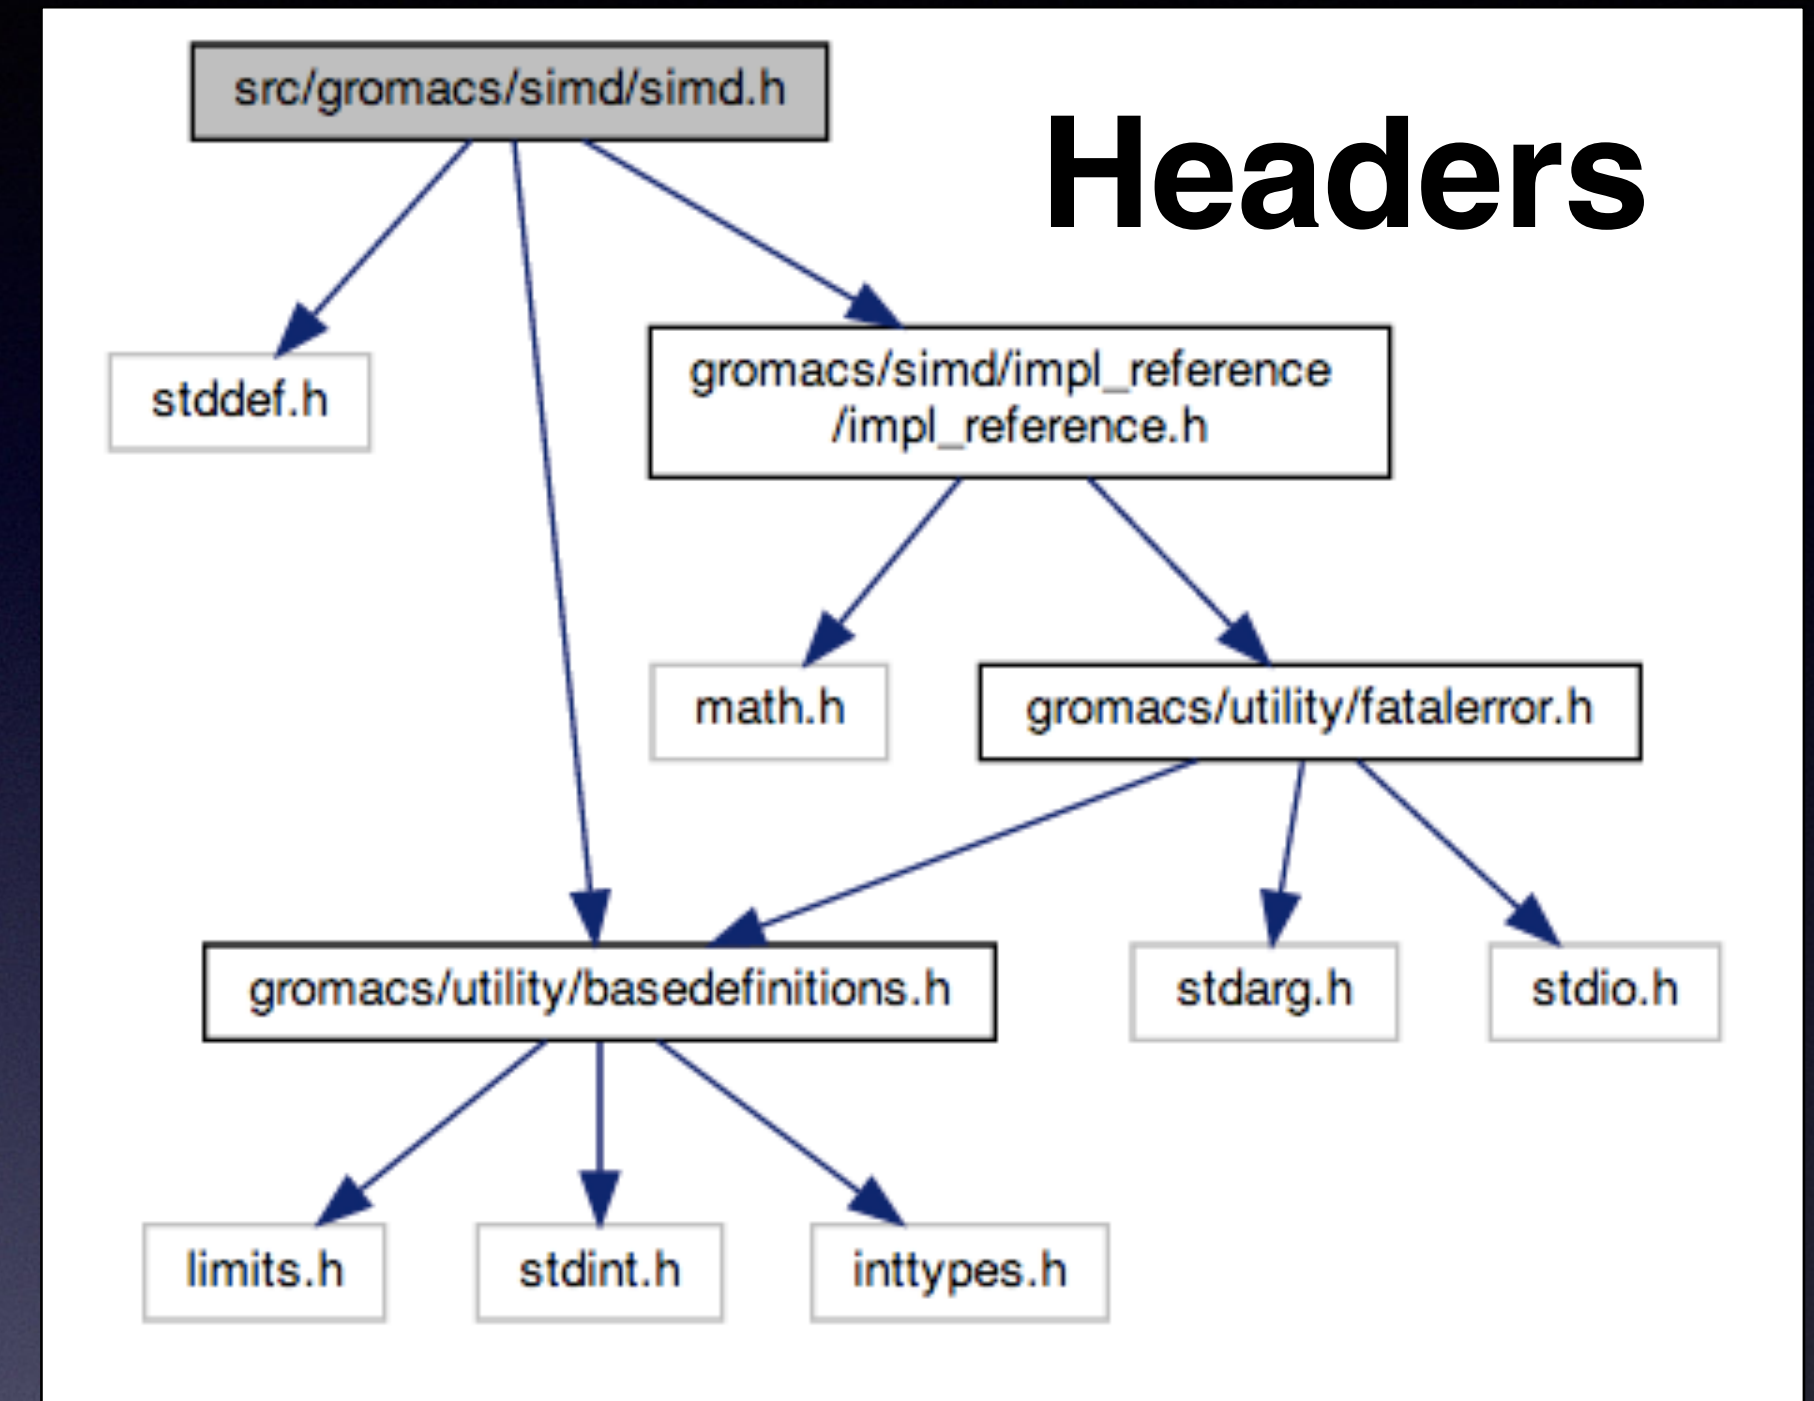 src/gromacs/simd/simd.h
Headers
stddef.h
gromacs/simd/impl_reference
/impl_reference.h
math.h
gromacs/utility/fatalerror.h
gromacs/utility/basedefinitions.h
stdarg.h
stdio.h
limits.h
stdint.h
inttypes.h